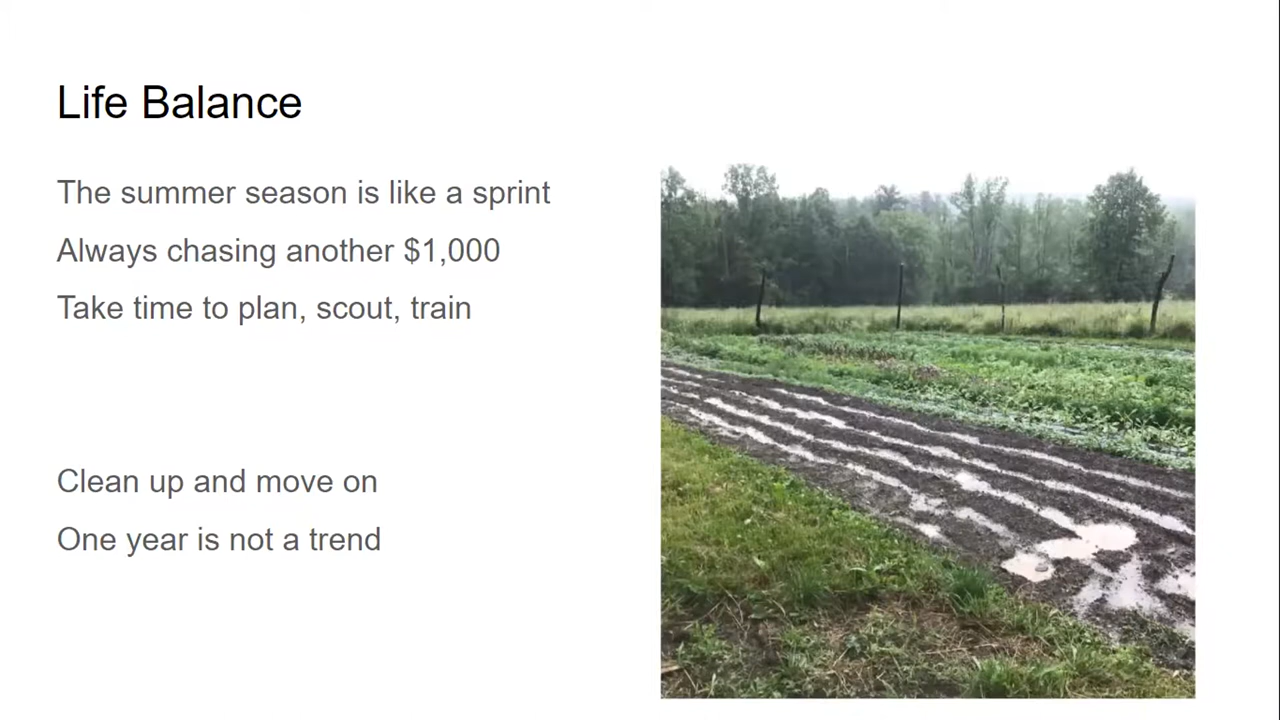 Life Balance
The summer season is like a sprint
Always chasing another $1,000
Take time to plan, scout, train
Clean up and move on
One year is not a trend